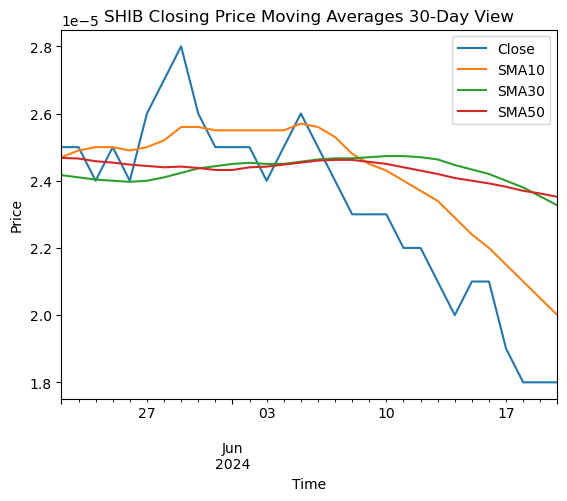 SHIB Closing Price Moving Averages 30-Day View
1e−5
Close
SMA10
SMA30
SMA50
2.8
2.6
2.4
2.2
2.0
1.8
Price
27
03
10
17
Jun
2024
Time